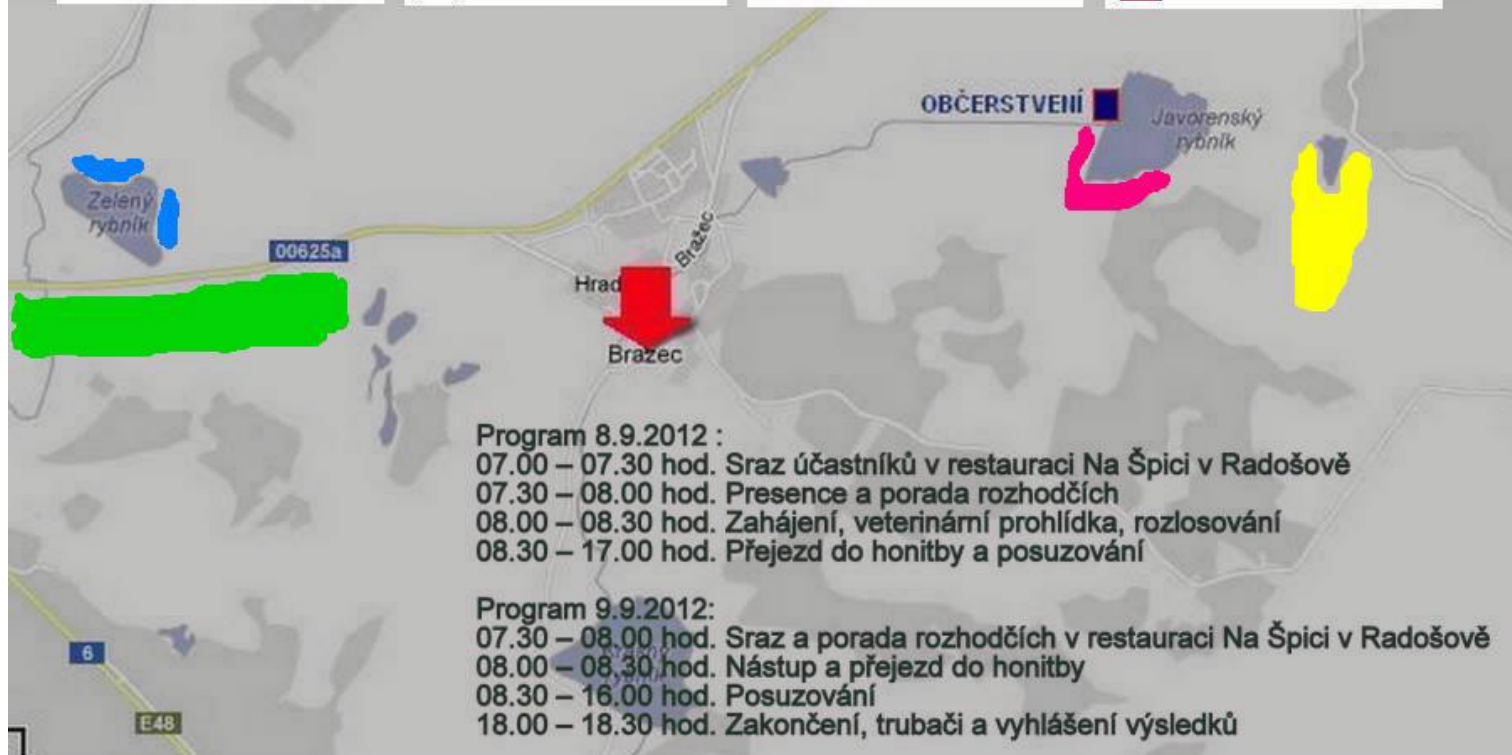 OBČERSTVENÍ
Javorenský
rybník
Zelený
rybník
00625a
Bražec
Hrad
Bražec
Program 8.9.2012 :
07.00 – 07.30 hod. Sraz účastníků v restauraci Na Špici v Radošově
07.30 – 08.00 hod. Presence a porada rozhodčích
08.00 – 08.30 hod. Zahájení, veterinární prohlídka, rozlosování
08.30 – 17.00 hod. Přejezd do honitby a posuzování
Program 9.9.2012:
07.30 – 08.00 hod. Sraz a porada rozhodčích v restauraci Na Špici v Radošově
08.00 – 08.30 hod. Nástup a přejezd do honitby
08.30 – 16.00 hod. Posuzování
18.00 – 18.30 hod. Zakončení, trubači a vyhlášení výsledků
6
E48